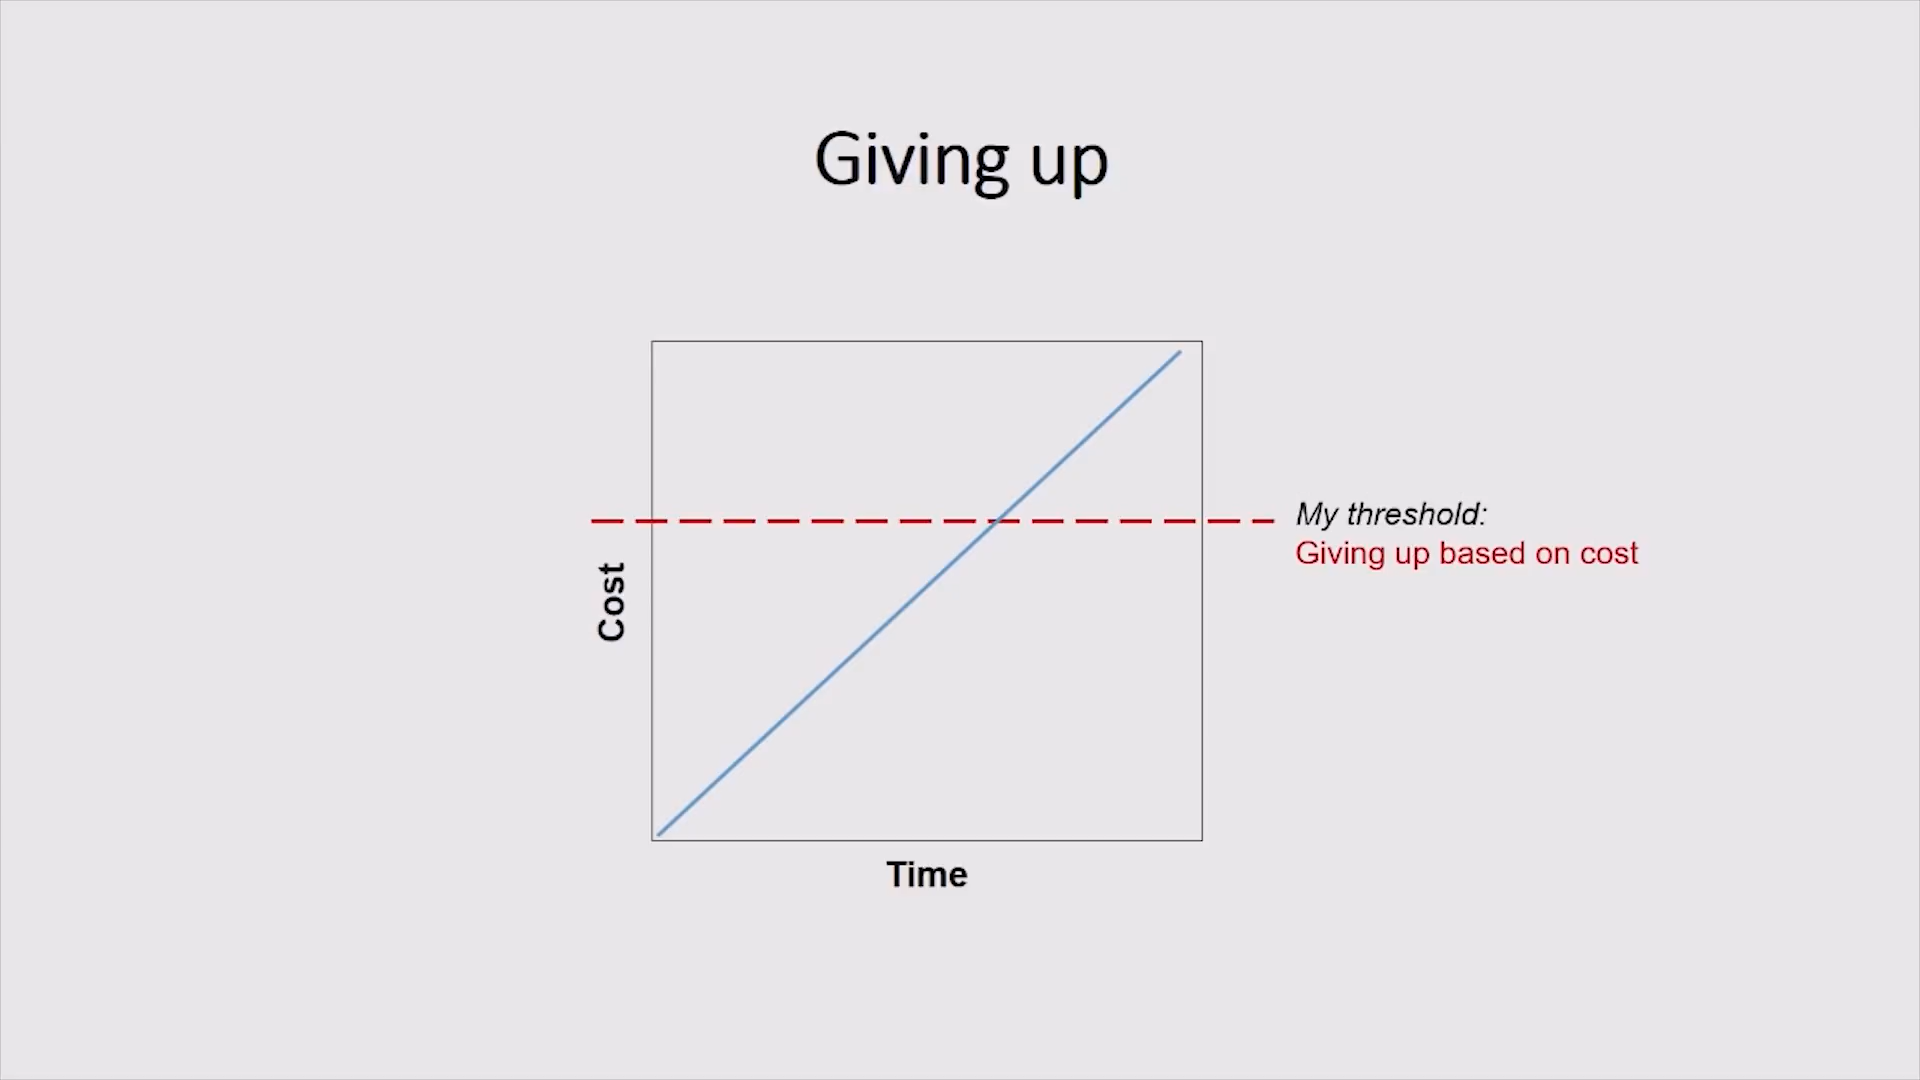 Giving up
My threshold:
Giving up based on cost
Cost
Time